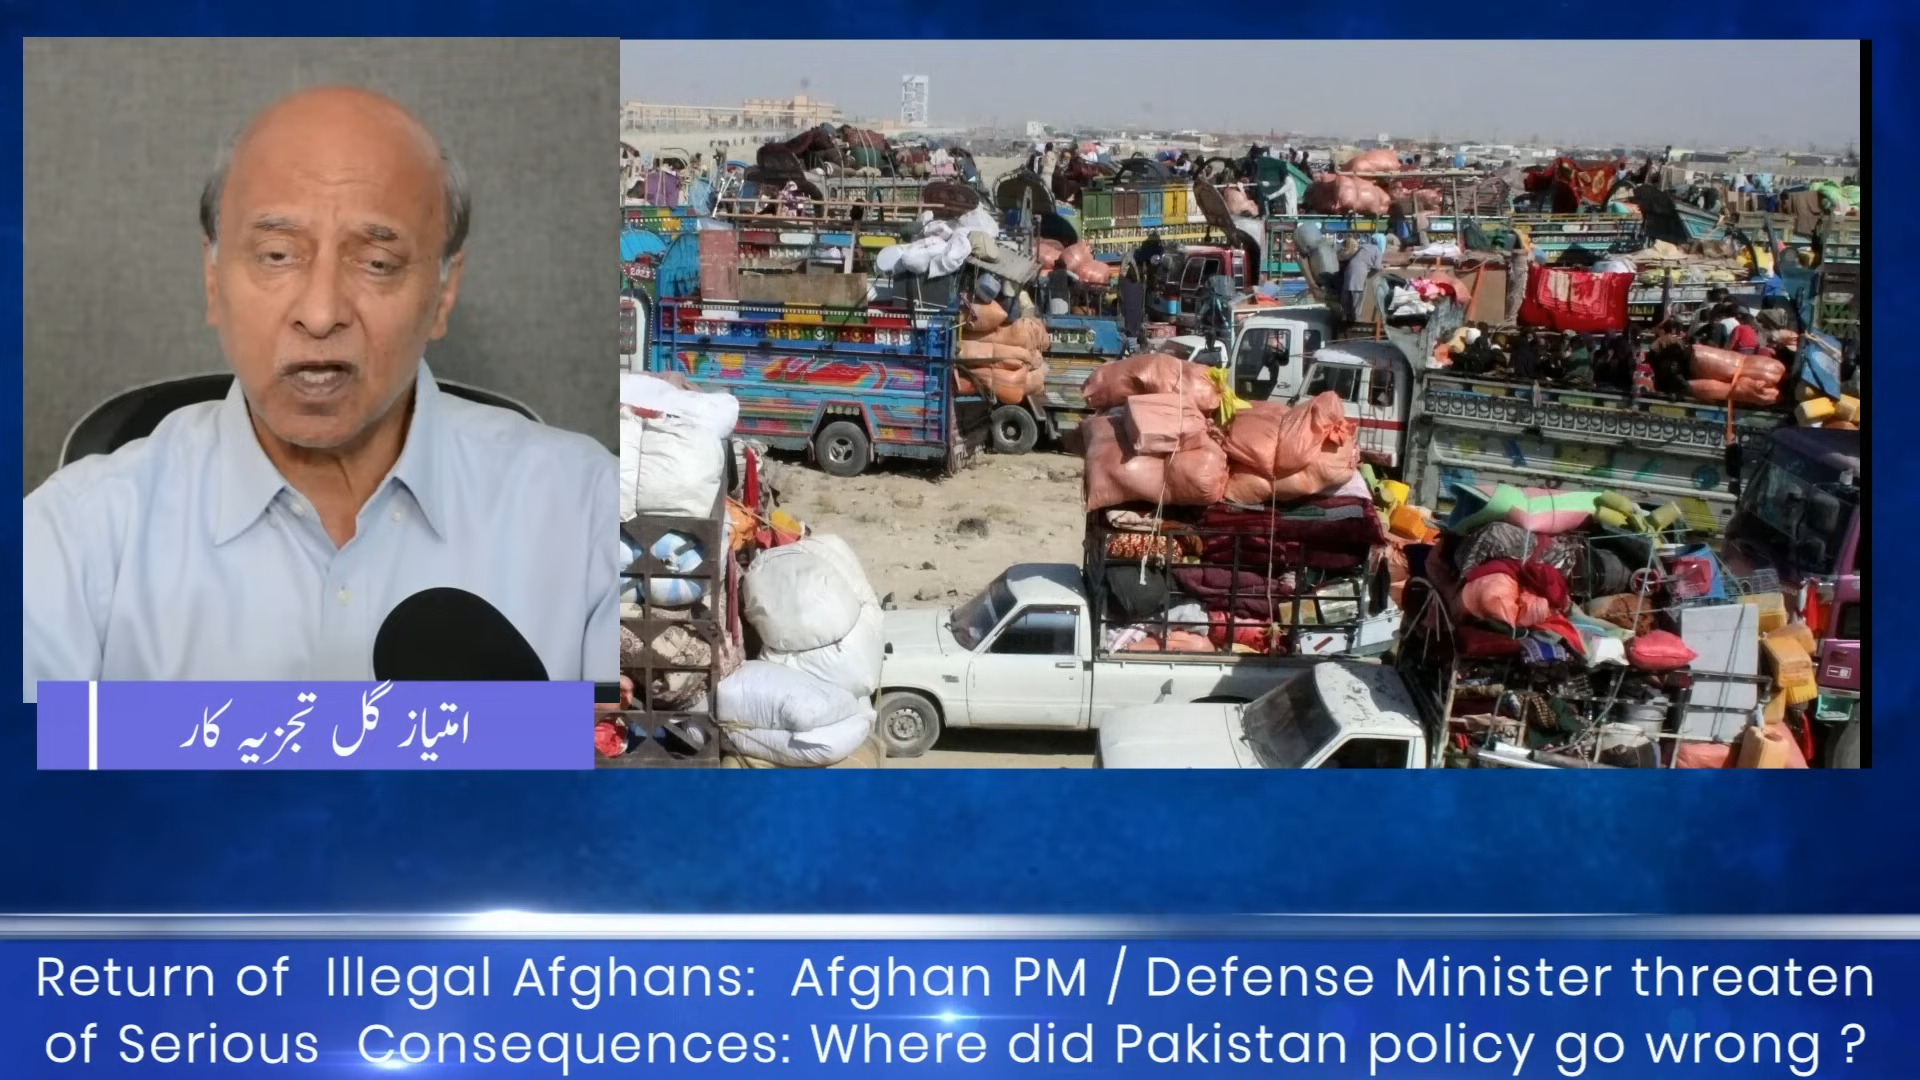 امتیاز گل تجزیہ کار
Return of Illegal Afghans: Afghan PM / Defense Minister threaten
of Serious Consequences: Where did Pakistan policy go wrong ?